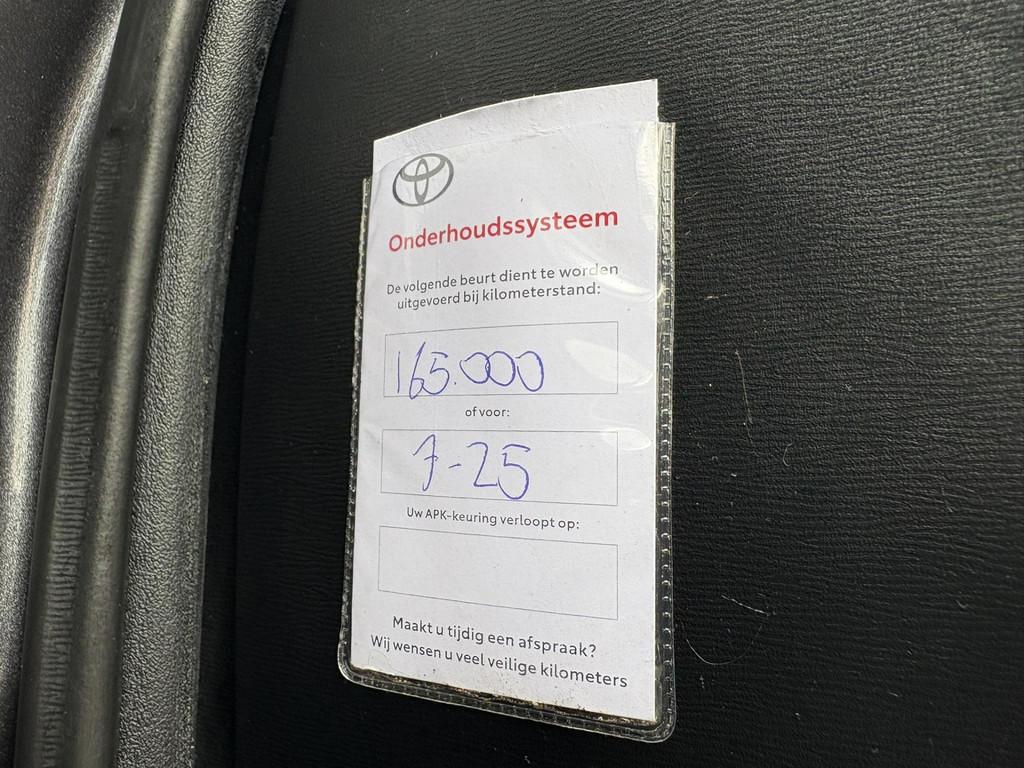 Onderhoudssysteem
De volgende beurt dient te worden
uitgevoerd bij kilometerstand:
165.000
of voor:
7-25
Uw APK-keuring verloopt op:
Maakt u tijdig een afspraak?
Wij wensen u veel veilige kilometers